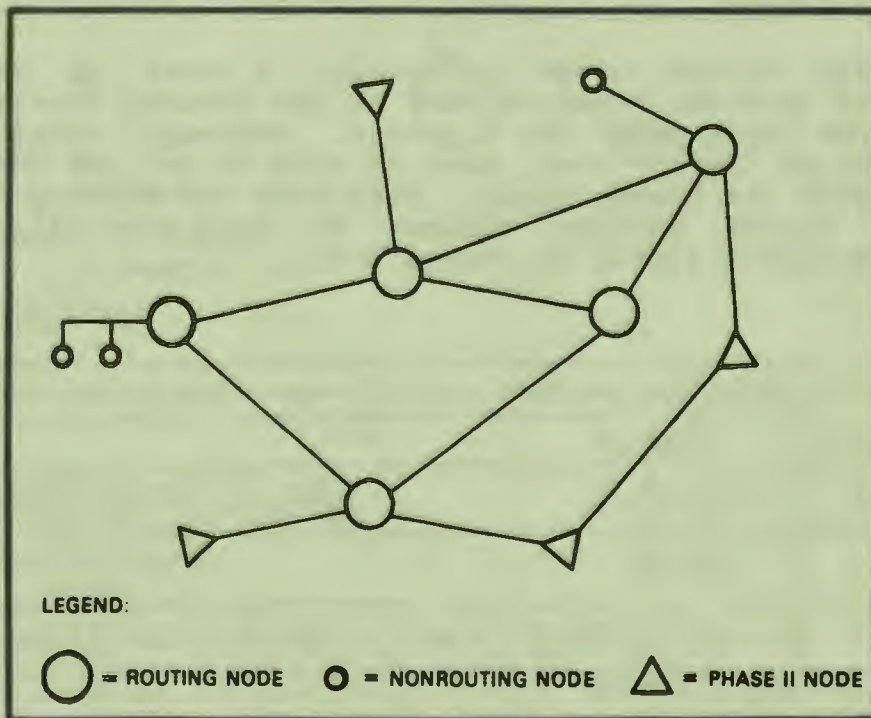 LEGEND:
= ROUTING NODE = NONROUTING NODE = PHASE II NODE